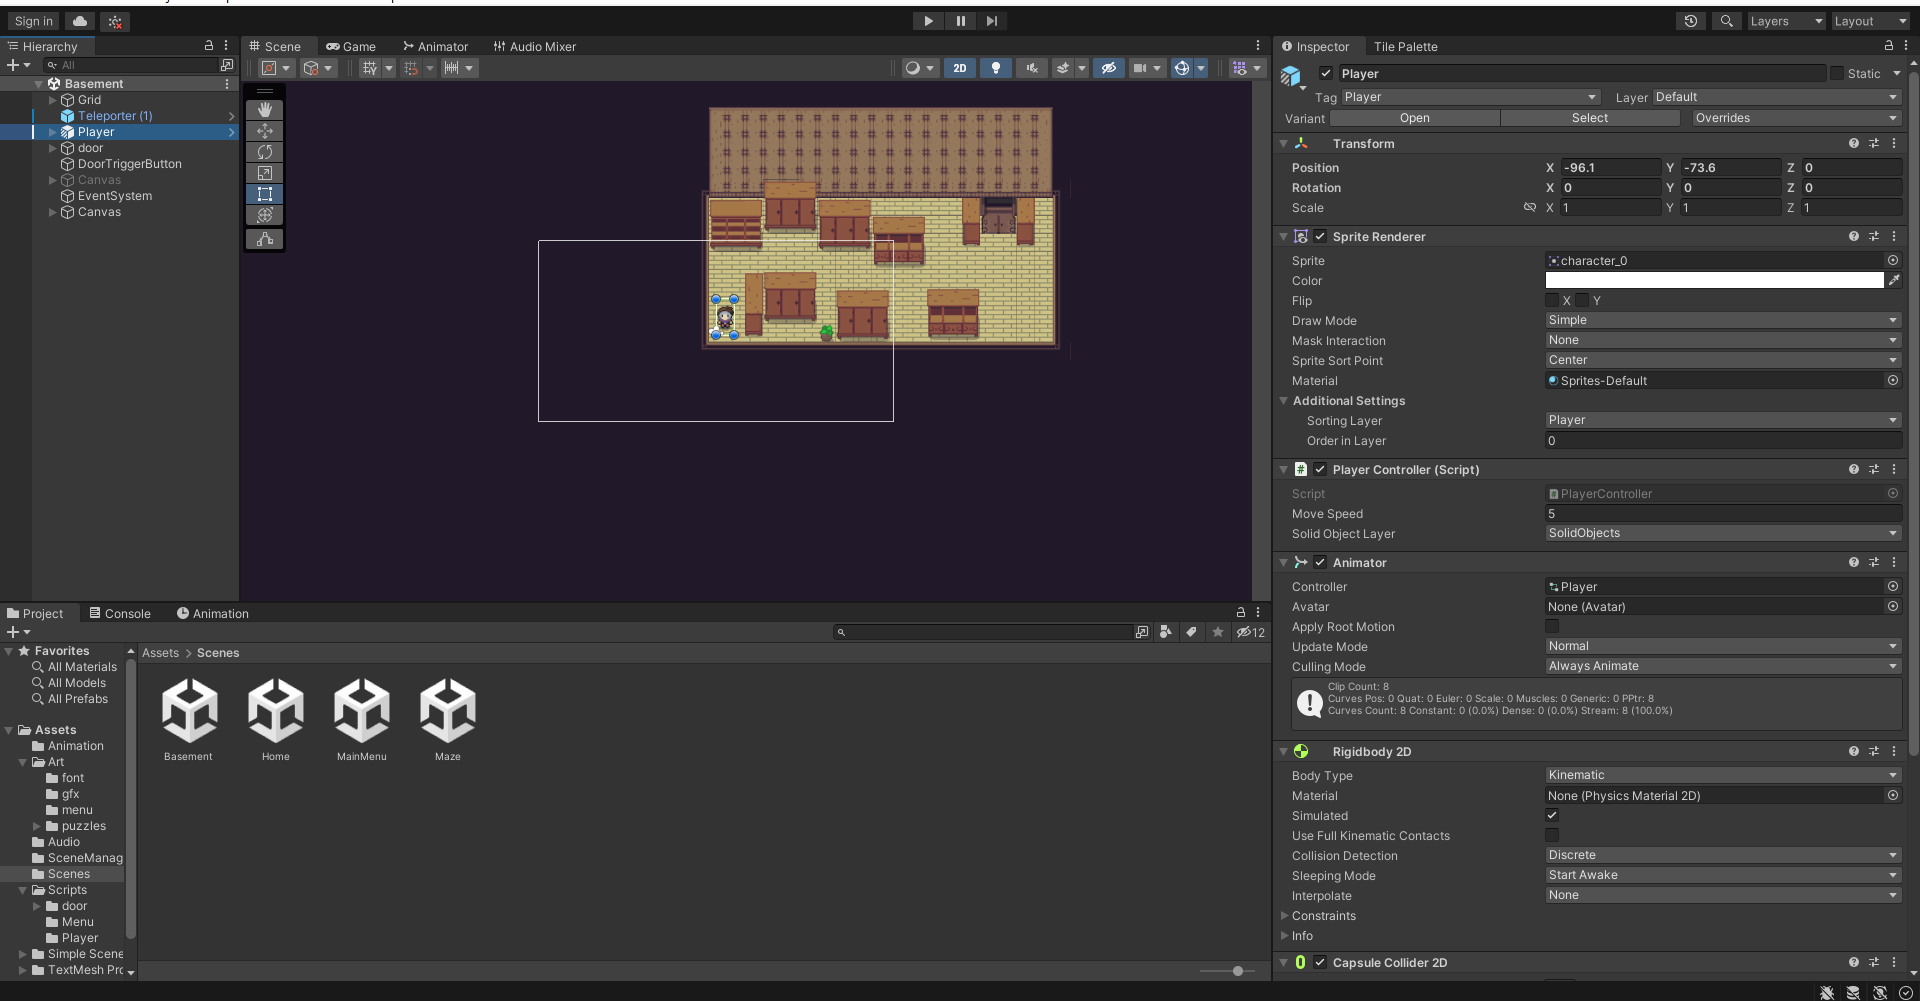 Sign in
Layers
Layout
Hierarchy
All
Basement
Grid
Teleporter (1)
Player
door
DoorTriggerButton
Canvas
EventSystem
Canvas
Scene
Game
Animator
Audio Mixer
2D
Inspector
Tile Palette
Player
Static
Tag Player
Layer Default
Variant Open Select Overrides
Transform
Position X -96.1 Y -73.6 Z 0
Rotation X 0 Y 0 Z 0
Scale X 1 Y 1 Z 1
Sprite Renderer
Sprite character_0
Color
Flip X Y
Draw Mode Simple
Mask Interaction None
Sprite Sort Point Center
Material Sprites-Default
Additional Settings
Sorting Layer Player
Order in Layer 0
# Player Controller (Script)
Script PlayerController
Move Speed 5
Solid Object Layer SolidObjects
Animator
Controller Player
Avatar None (Avatar)
Apply Root Motion
Update Mode Normal
Culling Mode Always Animate
Clip Count: 8
Curves Pos: 0 Quat: 0 Euler: 0 Scale: 0 Muscles: 0 Generic: 0 PPtr: 8
Curves Count: 8 Constant: 0 (0.0%) Dense: 0 (0.0%) Stream: 8 (100.0%)
Rigidbody 2D
Body Type Kinematic
Material None (Physics Material 2D)
Simulated
Use Full Kinematic Contacts
Collision Detection Discrete
Sleeping Mode Start Awake
Interpolate None
Constraints
Info
Capsule Collider 2D
Project
Console
Animation
12
Favorites
All Materials
All Models
All Prefabs
Assets
Animation
Art
font
gfx
menu
puzzles
Audio
SceneManag
Scenes
Scripts
door
Menu
Player
Simple Scene
TextMesh Pro
Assets > Scenes
Basement
Home
MainMenu
Maze